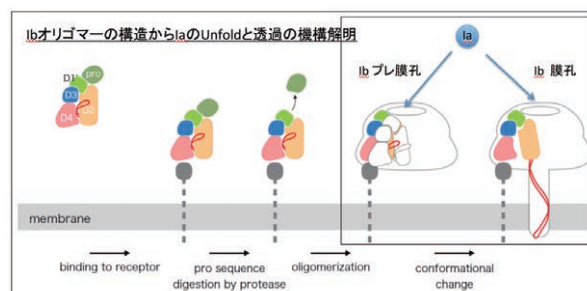 Ibオリゴマーの構造からIaのUnfoldと透過の機構解明
Ia
Ib プレ膜孔
Ib 膜孔
D1
pro
D3
D2
D4
membrane
binding to receptor
pro sequence
digestion by protease
oligomerization
conformational
change